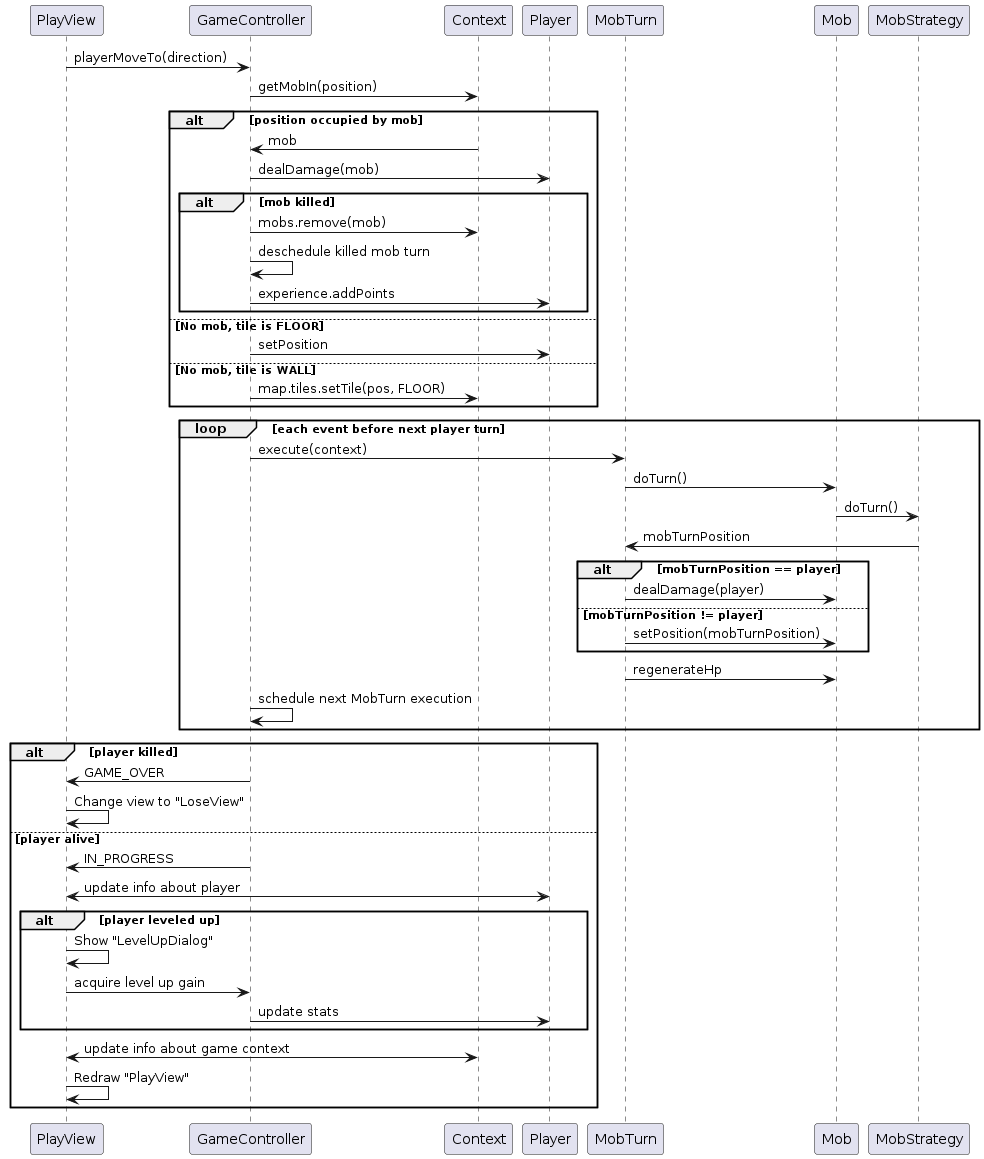 PlayView GameController Context Player MobTurn Mob MobStrategy
playerMoveTo(direction)
getMobIn(position)
alt [position occupied by mob]
mob
dealDamage(mob)
alt [mob killed]
mobs.remove(mob)
deschedule killed mob turn
experience.addPoints
[No mob, tile is FLOOR]
setPosition
[No mob, tile is WALL]
map.tiles.setTile(pos, FLOOR)
loop [each event before next player turn]
execute(context)
doTurn()
doTurn()
mobTurnPosition
alt [mobTurnPosition == player]
dealDamage(player)
[mobTurnPosition != player]
setPosition(mobTurnPosition)
regenerateHp
schedule next MobTurn execution
alt [player killed]
GAME_OVER
Change view to "LoseView"
[player alive]
IN_PROGRESS
update info about player
alt [player leveled up]
Show "LevelUpDialog"
acquire level up gain
update stats
update info about game context
Redraw "PlayView"
PlayView GameController Context Player MobTurn Mob MobStrategy